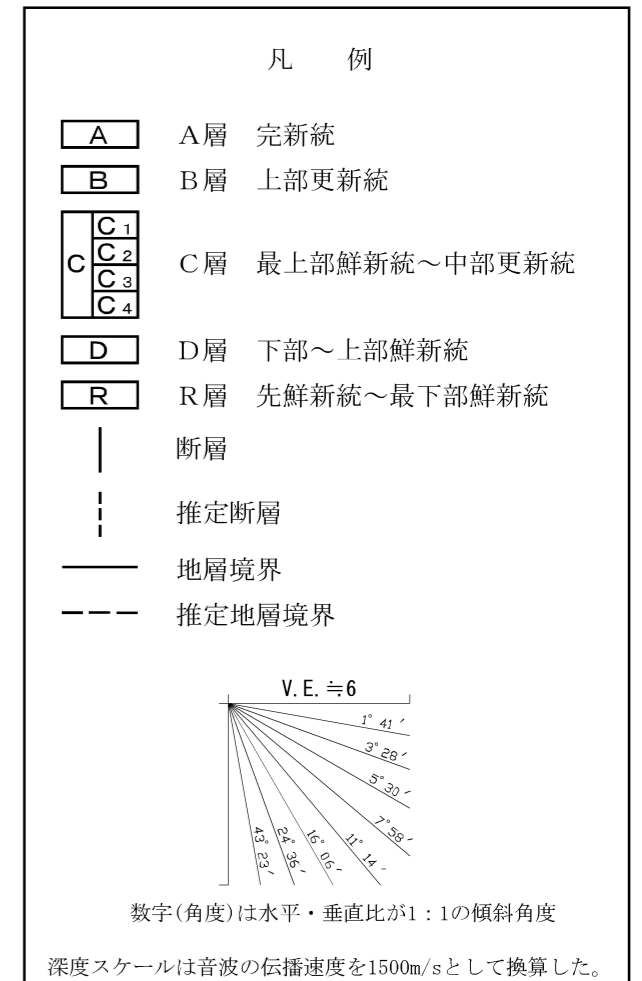 凡　例
A A層 完新統
B B層 上部更新統
C C1 C2 C3 C4 C層 最上部鮮新統～中部更新統
D D層 下部～上部鮮新統
R R層 先鮮新統～最下部鮮新統
断層
推定断層
地層境界
推定地層境界
V.E.≒6
1° 41′
3° 28′
5° 30′
7° 58′
11° 14′
16° 06′
24° 36′
43° 23′
数字(角度)は水平・垂直比が1：1の傾斜角度
深度スケールは音波の伝播速度を1500m/sとして換算した。